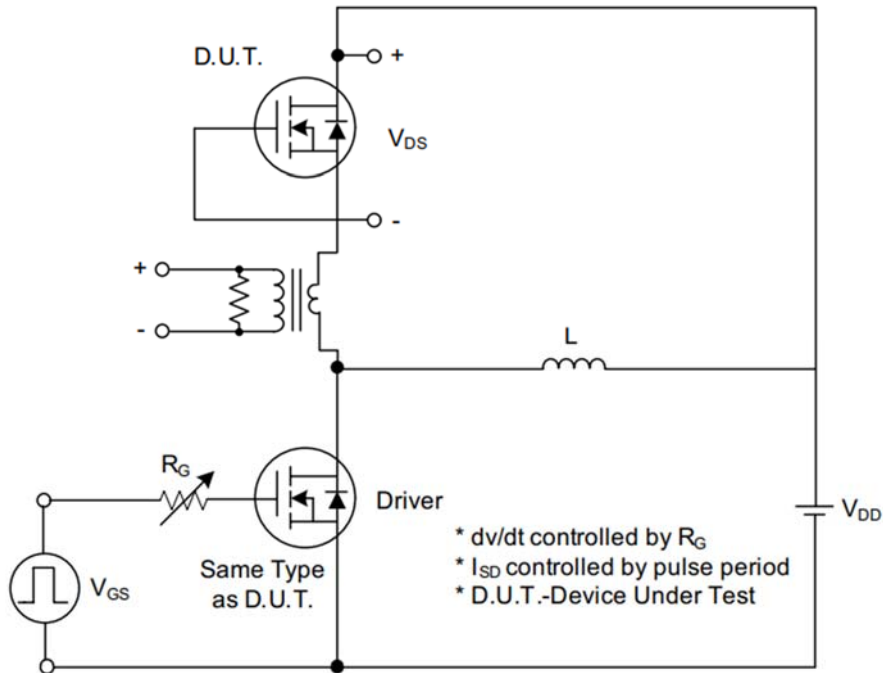 D.U.T.
+
VDS
-
+
-
L
RG
Driver
VDD
VGS
Same Type
as D.U.T.
* dv/dt controlled by RG
* ISD controlled by pulse period
* D.U.T.-Device Under Test